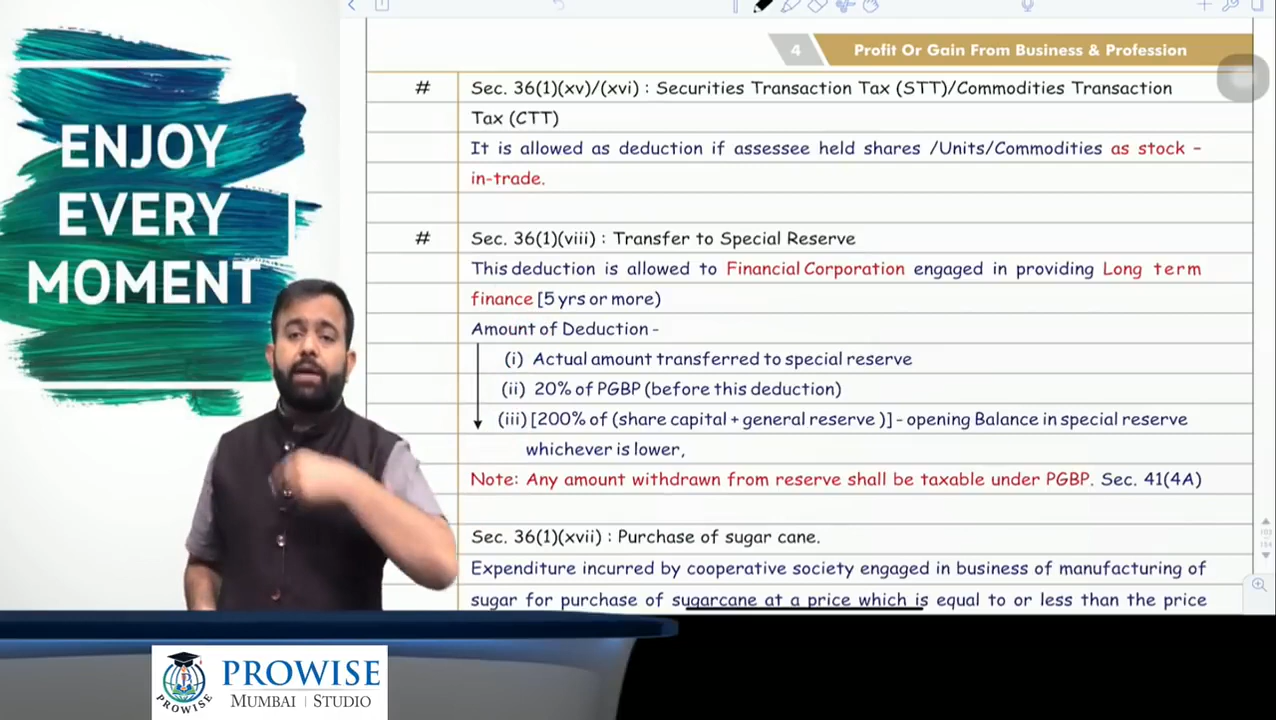 ENJOY
EVERY
MOMENT
4 Profit Or Gain From Business & Profession
# Sec. 36(1)(xv)/(xvi) : Securities Transaction Tax (STT)/Commodities Transaction
Tax (CTT)
It is allowed as deduction if assessee held shares /Units/Commodities as stock –
in-trade.
# Sec. 36(1)(viii) : Transfer to Special Reserve
This deduction is allowed to Financial Corporation engaged in providing Long term
finance [5 yrs or more)
Amount of Deduction -
(i) Actual amount transferred to special reserve
(ii) 20% of PGBP (before this deduction)
(iii) [200% of (share capital + general reserve )] - opening Balance in special reserve
whichever is lower,
Note: Any amount withdrawn from reserve shall be taxable under PGBP. Sec. 41(4A)
Sec. 36(1)(xvii) : Purchase of sugar cane.
Expenditure incurred by cooperative society engaged in business of manufacturing of
sugar for purchase of sugarcane at a price which is equal to or less than the price
103
154
PROWISE
PROWISE
MUMBAI | STUDIO